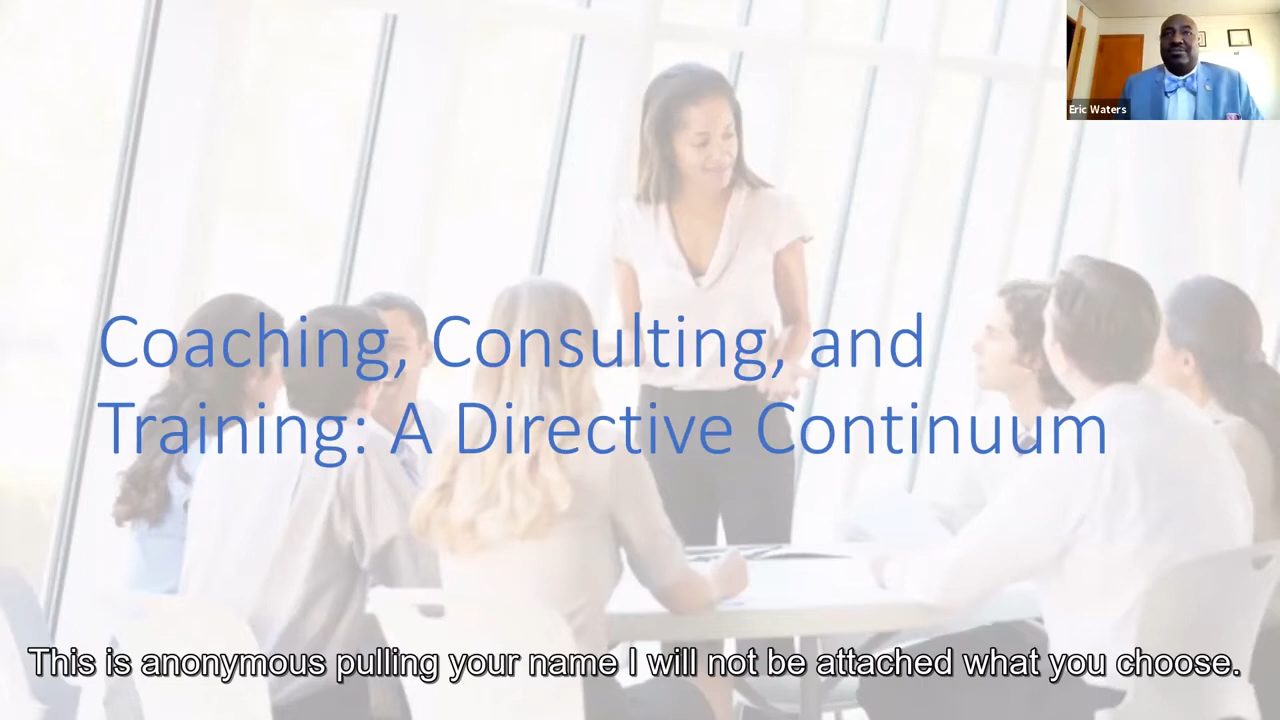 Eric Waters
Coaching, Consulting, and
Training: A Directive Continuum
This is anonymous pulling your name I will not be attached what you choose.